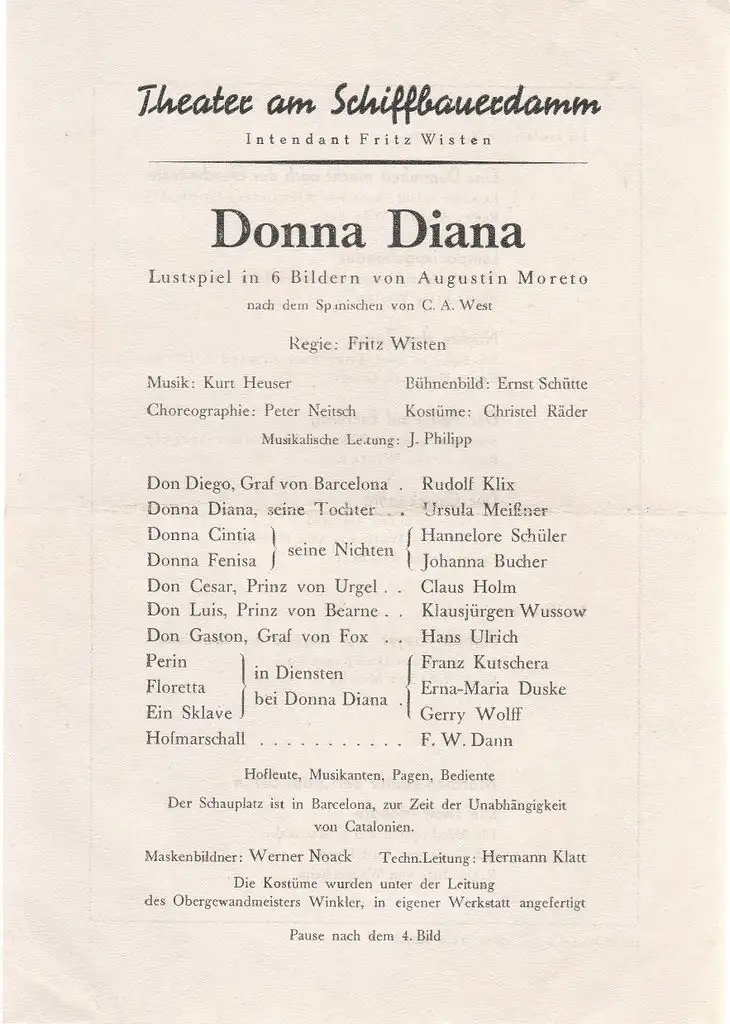 Theater am Schiffbauerdamm
Intendant Fritz Wisten
Donna Diana
Lustspiel in 6 Bildern von Augustin Moreto
nach dem Spanischen von C. A. West
Regie: Fritz Wisten
Musik: Kurt Heuser Bühnenbild: Ernst Schütte
Choreographie: Peter Neitsch Kostüme: Christel Räder
Musikalische Leitung: J. Philipp
Don Diego, Graf von Barcelona . Rudolf Klix
Donna Diana, seine Tochter . . Ursula Meißner
Donna Cintia } seine Nichten { Hannelore Schüler
Donna Fenisa } { Johanna Bucher
Don Cesar, Prinz von Urgel . . Claus Holm
Don Luis, Prinz von Bearne . . Klausjürgen Wussow
Don Gaston, Graf von Fox . . Hans Ulrich
Perin } in Diensten { Franz Kutschera
Floretta } bei Donna Diana . { Erna-Maria Duske
Ein Sklave } { Gerry Wolff
Hofmarschall . . . . . . . . . . . F. W. Dann
Hofleute, Musikanten, Pagen, Bediente
Der Schauplatz ist in Barcelona, zur Zeit der Unabhängigkeit
von Catalonien.
Maskenbildner: Werner Noack Techn.Leitung: Hermann Klatt
Die Kostüme wurden unter der Leitung
des Obergewandmeisters Winkler, in eigener Werkstatt angefertigt
Pause nach dem 4. Bild